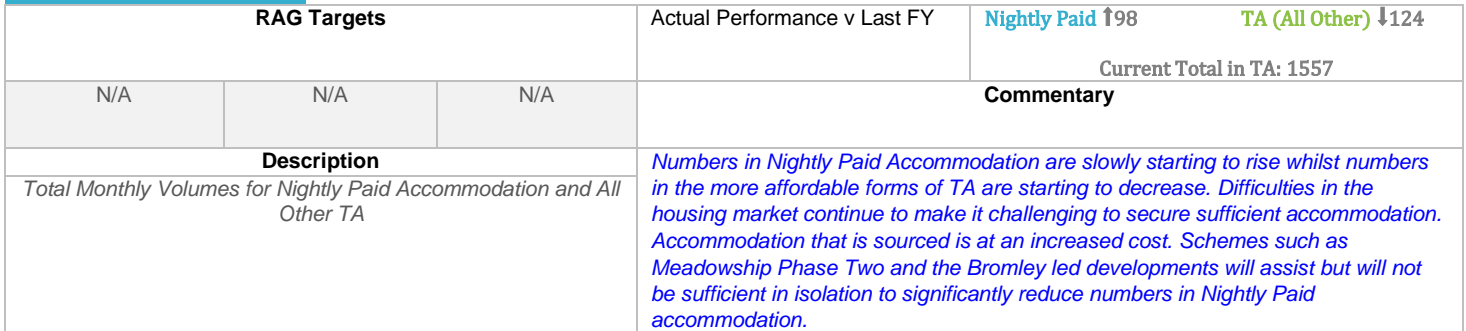 RAG Targets
Actual Performance v Last FY
Nightly Paid ⬆98 TA (All Other) ⬇124
Current Total in TA: 1557
N/A N/A N/A
Commentary
Description
Total Monthly Volumes for Nightly Paid Accommodation and All
Other TA
Numbers in Nightly Paid Accommodation are slowly starting to rise whilst numbers
in the more affordable forms of TA are starting to decrease. Difficulties in the
housing market continue to make it challenging to secure sufficient accommodation.
Accommodation that is sourced is at an increased cost. Schemes such as
Meadowship Phase Two and the Bromley led developments will assist but will not
be sufficient in isolation to significantly reduce numbers in Nightly Paid
accommodation.